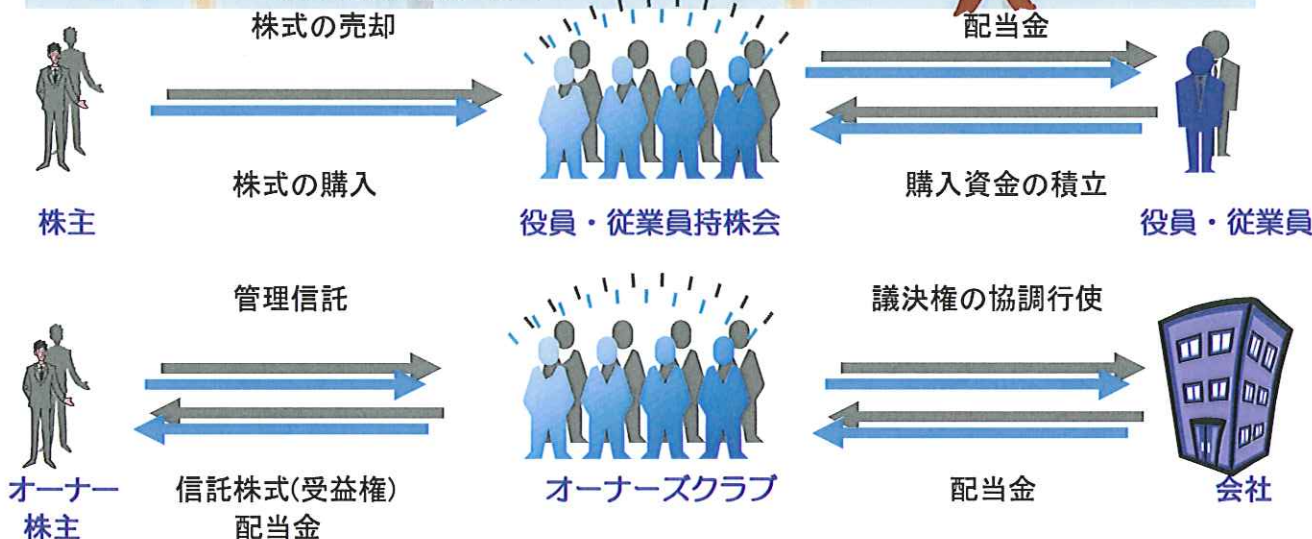 株式の売却
配当金
株式の購入
購入資金の積立
株主
役員・従業員持株会
役員・従業員
管理信託
議決権の協調行使
オーナー
株主
信託株式(受益権)
配当金
オーナーズクラブ
配当金
会社